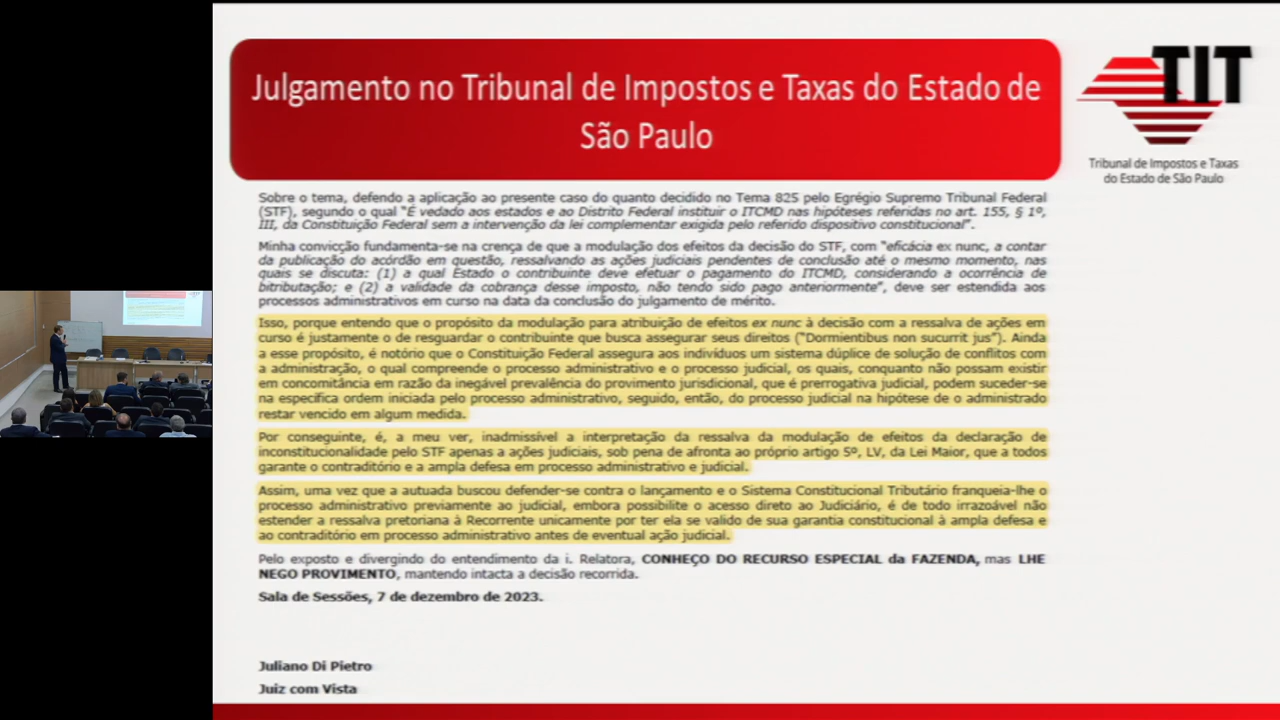 Julgamento no Tribunal de Impostos e Taxas do Estado de
São Paulo
TIT
Tribunal de Impostos e Taxas
do Estado de São Paulo
Sobre o tema, defendo a aplicação ao presente caso do quanto decidido no Tema 825 pelo Egrégio Supremo Tribunal Federal
(STF), segundo o qual "É vedado aos estados e ao Distrito Federal instituir o ITCMD nas hipóteses referidas no art. 155, § 1º,
III, da Constituição Federal sem a intervenção da lei complementar exigida pelo referido dispositivo constitucional".
Minha convicção fundamenta-se na crença de que a modulação dos efeitos da decisão do STF, com "eficácia ex nunc, a contar
da publicação do acórdão em questão, ressalvando as ações judiciais pendentes de conclusão até o mesmo momento, nas
quais se discuta: (1) a qual Estado o contribuinte deve efetuar o pagamento do ITCMD, considerando a ocorrência de
bitributação; e (2) a validade da cobrança desse imposto, não tendo sido pago anteriormente", deve ser estendida aos
processos administrativos em curso na data da conclusão do julgamento de mérito.
Isso, porque entendo que o propósito da modulação para atribuição de efeitos ex nunc à decisão com a ressalva de ações em
curso é justamente o de resguardar o contribuinte que busca assegurar seus direitos ("Dormientibus non sucurrit jus"). Ainda
a esse propósito, é notório que o Constituição Federal assegura aos indivíduos um sistema dúplice de solução de conflitos com
a administração, o qual compreende o processo administrativo e o processo judicial, os quais, conquanto não possam existir
em concomitância em razão da inegável prevalência do provimento jurisdicional, que é prerrogativa judicial, podem suceder-se
na específica ordem iniciada pelo processo administrativo, seguido, então, do processo judicial na hipótese de o administrado
restar vencido em algum medida.
Por conseguinte, é, a meu ver, inadmissível a interpretação da ressalva da modulação de efeitos da declaração de
inconstitucionalidade pelo STF apenas a ações judiciais, sob pena de afronta ao próprio artigo 5º, LV, da Lei Maior, que a todos
garante o contraditório e a ampla defesa em processo administrativo e judicial.
Assim, uma vez que a autuada buscou defender-se contra o lançamento e o Sistema Constitucional Tributário franqueia-lhe o
processo administrativo previamente ao judicial, embora possibilite o acesso direto ao Judiciário, é de todo irrazoável não
estender a ressalva pretoriana à Recorrente unicamente por ter ela se valido de sua garantia constitucional à ampla defesa e
ao contraditório em processo administrativo antes de eventual ação judicial.
Pelo exposto e divergindo do entendimento da i. Relatora, CONHEÇO DO RECURSO ESPECIAL da FAZENDA, mas LHE
NEGO PROVIMENTO, mantendo intacta a decisão recorrida.
Sala de Sessões, 7 de dezembro de 2023.
Juliano Di Pietro
Juiz com Vista